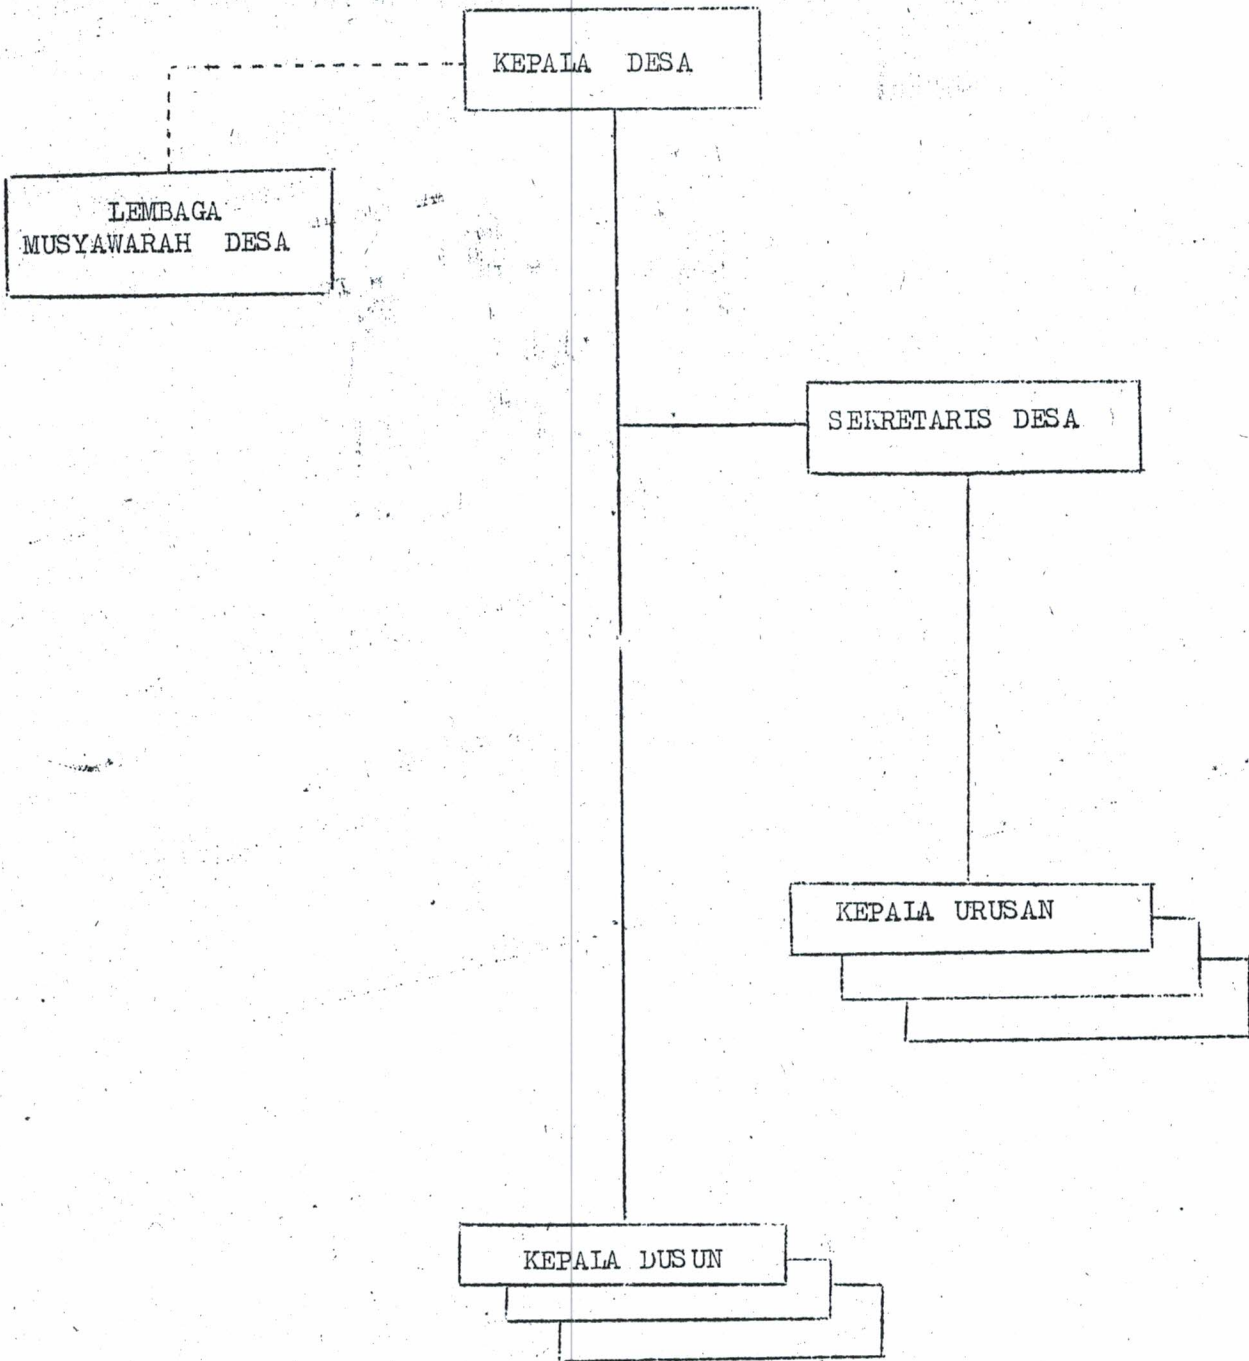 KEPALA DESA
LEMBAGA
MUSYAWARAH DESA
SEKRETARIS DESA
KEPALA URUSAN
KEPALA DUSUN